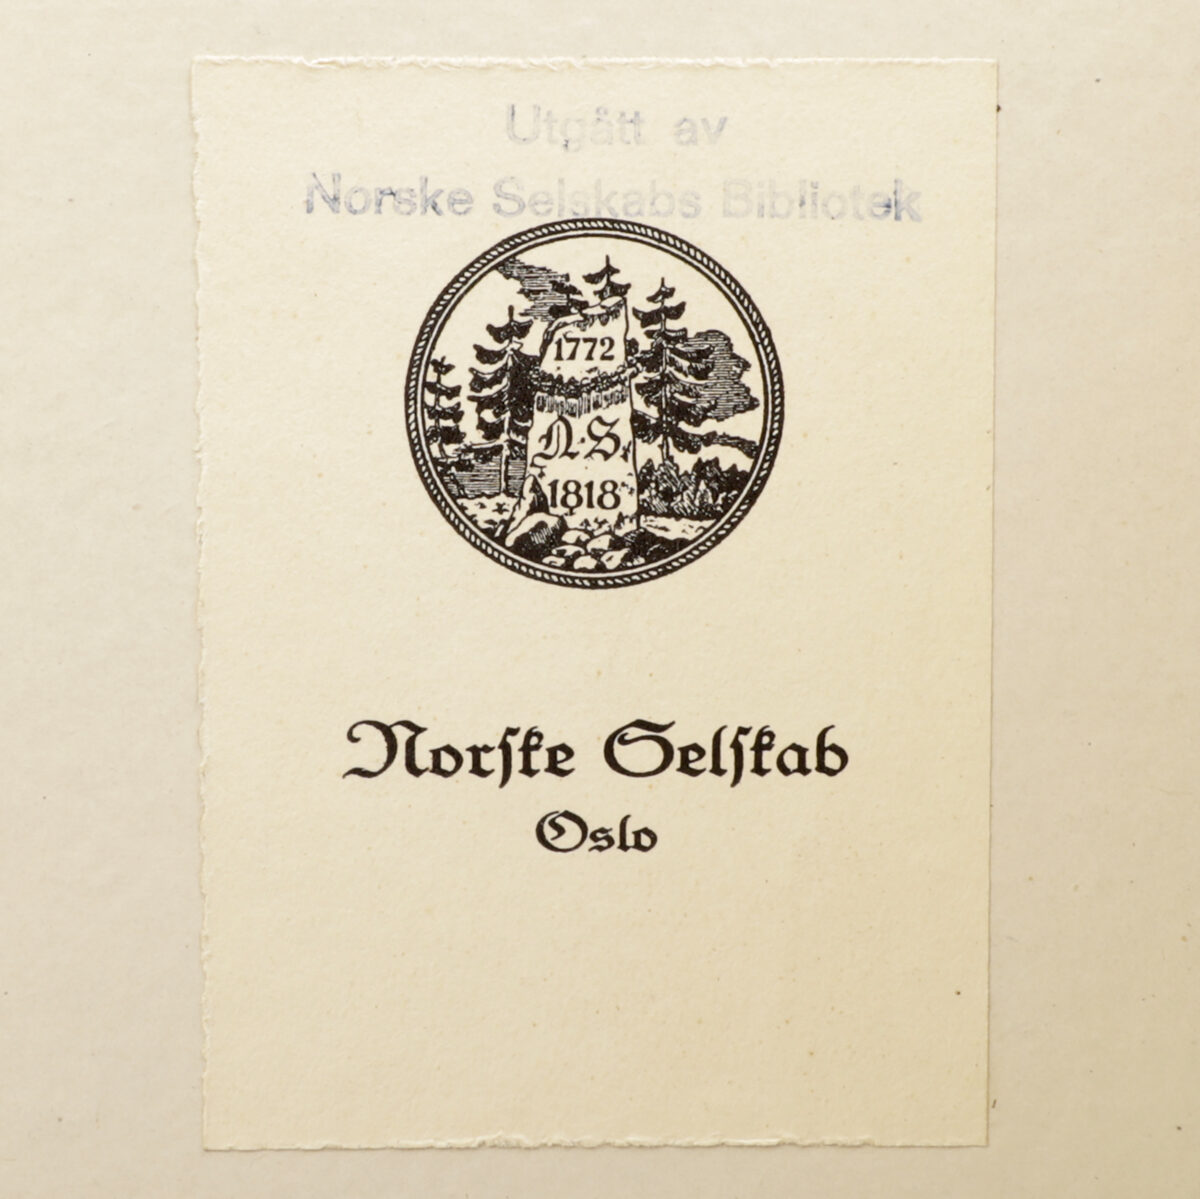 Utgått av
Norske Selskabs Bibliotek
1772
N.S.
1818
Norſke Selſkab
Oslo